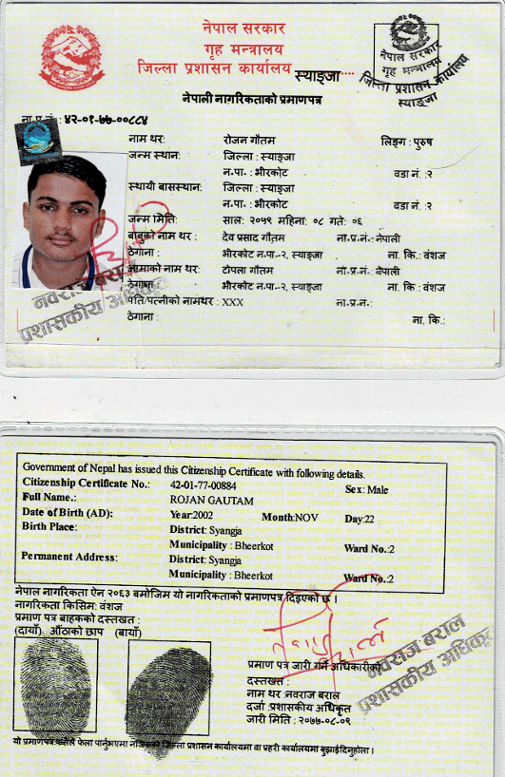 नेपाल सरकार
गृह मन्त्रालय
जिल्ला प्रशासन कार्यालय स्याङ्जा
नेपाल सरकार
गृह मन्त्रालय
जिल्ला प्रशासन कार्यालय
स्याङ्जा
नेपाली नागरिकताको प्रमाणपत्र
ना.प्र.नं.: ४२-०१-७७-००८८४
नाम थर: रोजन गौतम लिङ्ग : पुरुष
जन्म स्थान: जिल्ला : स्याङ्जा
न.पा. : भीरकोट वडा नं. :२
स्थायी बासस्थान: जिल्ला : स्याङ्जा
न.पा. : भीरकोट वडा नं. :२
जन्म मिति: साल: २०५९ महिना: ०८ गते: ०६
बाबुको नाम थर : देव प्रसाद गौतम ना.प्र.नं.: नेपाली
ठेगाना: भीरकोट न.पा.-२, स्याङ्जा ना. कि.: वंशज
आमाको नाम थर: टोपला गौतम ना.प्र.नं.: नेपाली
ठेगाना: भीरकोट न.पा.-२, स्याङ्जा ना. कि : वंशज
पति/पत्नीको नामथर : XXX ना.प्र.नं.:
ठेगाना : ना. कि.:
नवराज बराल
प्रशासकीय अधिकृत
Government of Nepal has issued this Citizenship Certificate with following details.
Citizenship Certificate No.: 42-01-77-00884 Sex: Male
Full Name.: ROJAN GAUTAM
Date of Birth (AD): Year:2002 Month:NOV Day:22
Birth Place: District: Syangja
Municipality : Bheerkot Ward No.:2
Permanent Address: District: Syangja
Municipality : Bheerkot Ward No.:2
नेपाल नागरिकता ऐन २०६३ बमोजिम यो नागरिकताको प्रमाणपत्र दिइएको छ ।
नागरिकता किसिम: वंशज
प्रमाण पत्र बाहकको दस्तखत :
(दायाँ) औंठाको छाप (बायाँ)
प्रमाण पत्र जारी गर्ने अधिकारीको
दस्तखत :
नाम थर :नवराज बराल
दर्जा :प्रशासकीय अधिकृत
जारी मिति : २०७७-०८-०९
नवराज बराल
प्रशासकीय अधिकृत
यो प्रमाणपत्र कसैले फेला पार्नुभएमा नजिकको जिल्ला प्रशासन कार्यालयमा वा प्रहरी कार्यालयमा बुझाईदिनुहोला ।